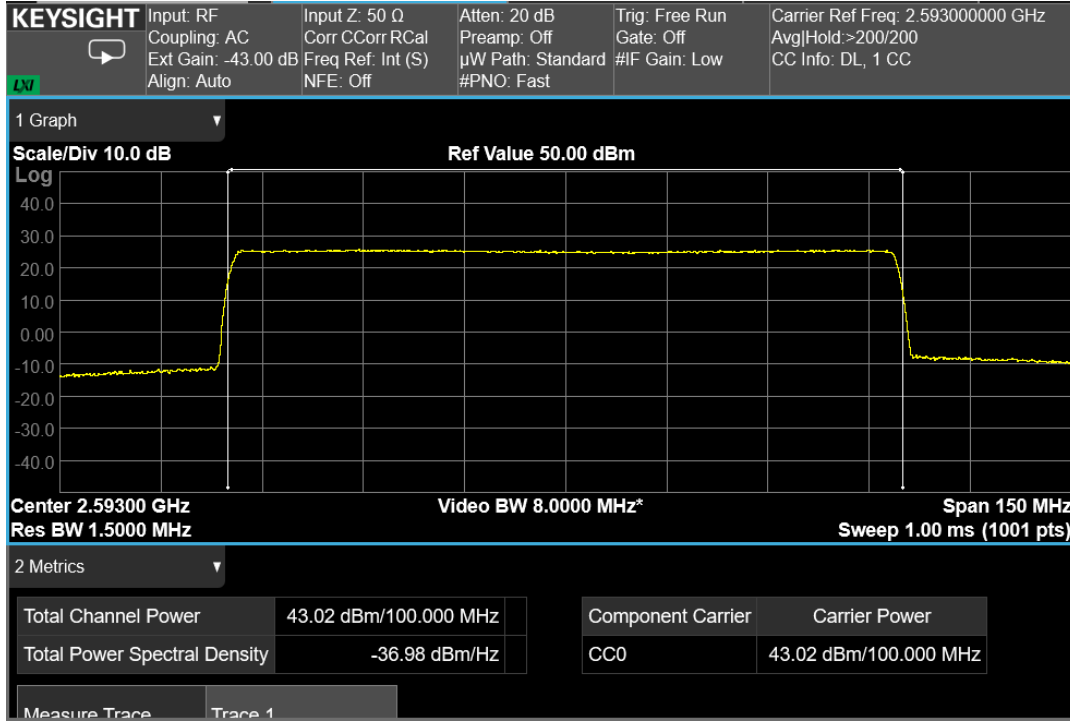 KEYSIGHT
LXI
Input: RF
Coupling: AC
Ext Gain: -43.00 dB
Align: Auto
Input Z: 50 Ω
Corr CCorr RCal
Freq Ref: Int (S)
NFE: Off
Atten: 20 dB
Preamp: Off
µW Path: Standard
#PNO: Fast
Trig: Free Run
Gate: Off
#IF Gain: Low
Carrier Ref Freq: 2.593000000 GHz
Avg|Hold:>200/200
CC Info: DL, 1 CC
1 Graph
Scale/Div 10.0 dB
Ref Value 50.00 dBm
Log
40.0
30.0
20.0
10.0
0.00
-10.0
-20.0
-30.0
-40.0
Center 2.59300 GHz
Video BW 8.0000 MHz*
Span 150 MHz
Res BW 1.5000 MHz
Sweep 1.00 ms (1001 pts)
2 Metrics
Total Channel Power 43.02 dBm/100.000 MHz
Total Power Spectral Density -36.98 dBm/Hz
Component Carrier Carrier Power
CC0 43.02 dBm/100.000 MHz
Measure Trace Trace 1